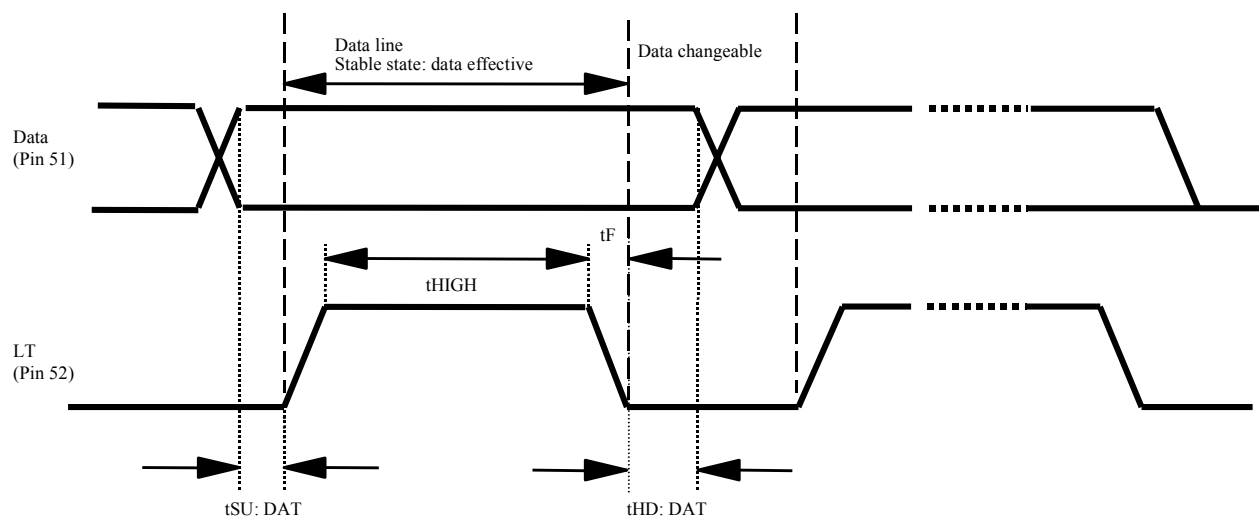 Data line
Stable state: data effective
Data changeable
Data
(Pin 51)
tF
tHIGH
LT
(Pin 52)
tSU: DAT
tHD: DAT